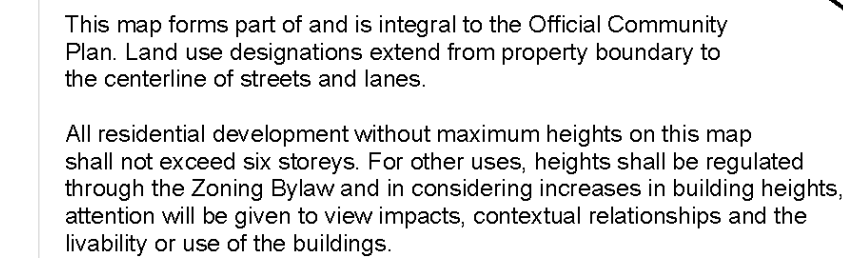 This map forms part of and is integral to the Official Community
Plan. Land use designations extend from property boundary to
the centerline of streets and lanes.
All residential development without maximum heights on this map
shall not exceed six storeys. For other uses, heights shall be regulated
through the Zoning Bylaw and in considering increases in building heights,
attention will be given to view impacts, contextual relationships and the
livability or use of the buildings.